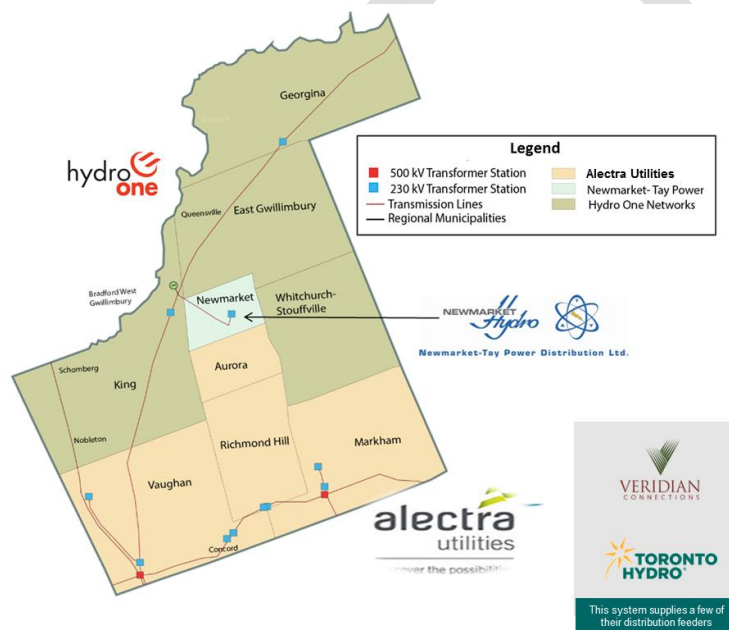 Georgina
hydro
one
Legend
500 kV Transformer Station
230 kV Transformer Station
Transmission Lines
Regional Municipalities
Alectra Utilities
Newmarket- Tay Power
Hydro One Networks
Queensville
East Gwillimbury
Bradford West
Gwillimbury
Newmarket
Whitchurch-
Stouffville
NEWMARKET
Hydro
Newmarket-Tay Power Distribution Ltd.
Schomberg
King
Aurora
Nobleton
Richmond Hill
Markham
Vaughan
Concord
alectra
utilities
over the possibilitie
VERIDIAN
CONNECTIONS
TORONTO
HYDRO
This system supplies a few of
their distribution feeders